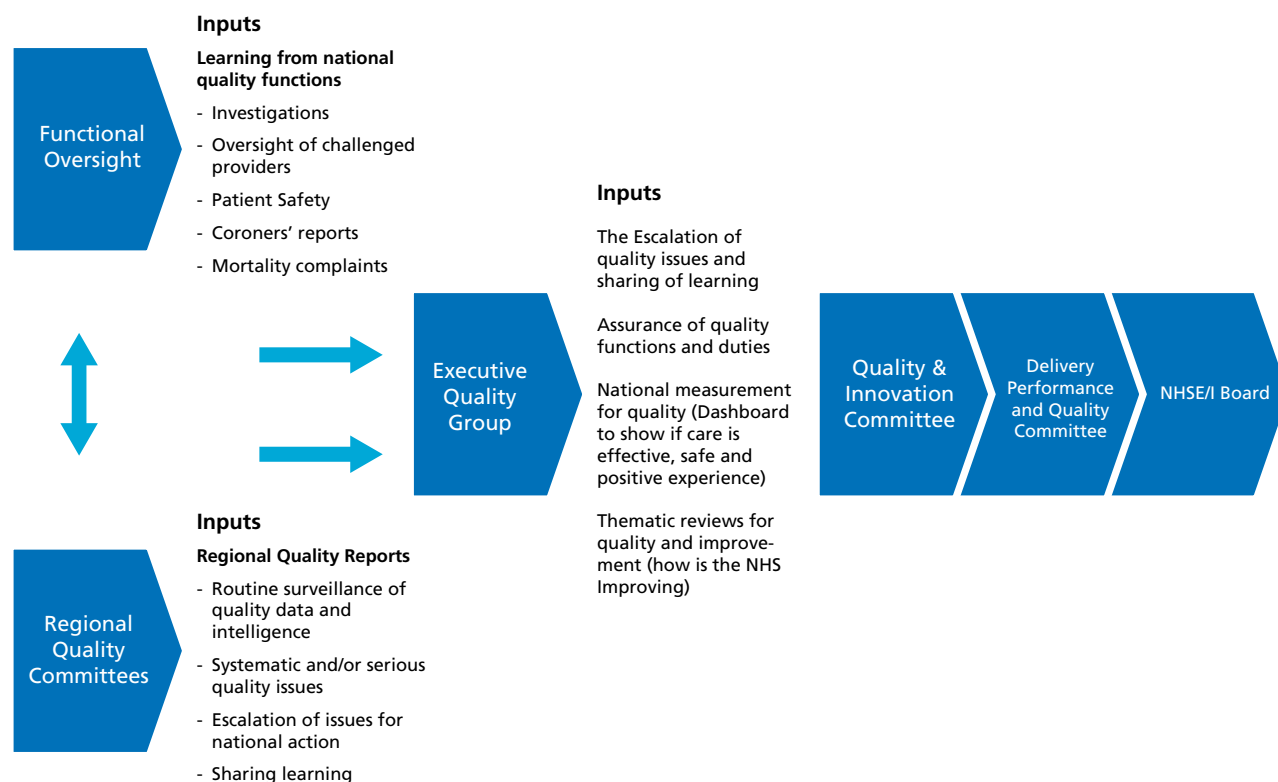 Inputs
Learning from national
quality functions
- Investigations
- Oversight of challenged
providers
- Patient Safety
- Coroners' reports
- Mortality complaints
Functional
Oversight
Inputs
The Escalation of
quality issues and
sharing of learning
Assurance of quality
functions and duties
National measurement
for quality (Dashboard
to show if care is
effective, safe and
positive experience)
Thematic reviews for
quality and improve-
ment (how is the NHS
Improving)
Executive
Quality
Group
Quality &
Innovation
Committee
Delivery
Performance
and Quality
Committee
NHSE/I Board
Inputs
Regional Quality Reports
- Routine surveillance of
quality data and
intelligence
- Systematic and/or serious
quality issues
- Escalation of issues for
national action
- Sharing learning
Regional
Quality
Committees